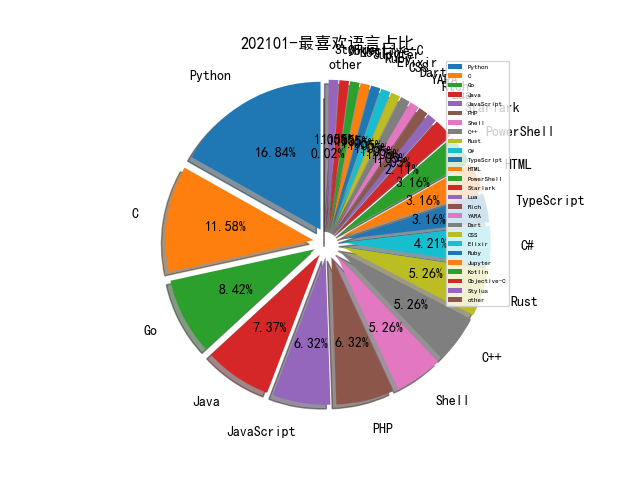 202101-最喜欢语言占比
Python
C
Go
Java
JavaScript
PHP
Shell
C++
Rust
C#
TypeScript
HTML
PowerShell
Dart
CSS
Elixir
Ruby
other
16.84%
11.58%
8.42%
7.37%
6.32%
6.32%
5.26%
5.26%
5.26%
4.21%
3.16%
3.16%
3.16%
2.11%
0.02%
Python
C
Go
Java
JavaScript
PHP
Shell
C++
Rust
C#
TypeScript
HTML
PowerShell
Starlark
Lua
Rich
YARA
Dart
CSS
Elixir
Ruby
Jupyter
Kotlin
Objective-C
Stylus
other